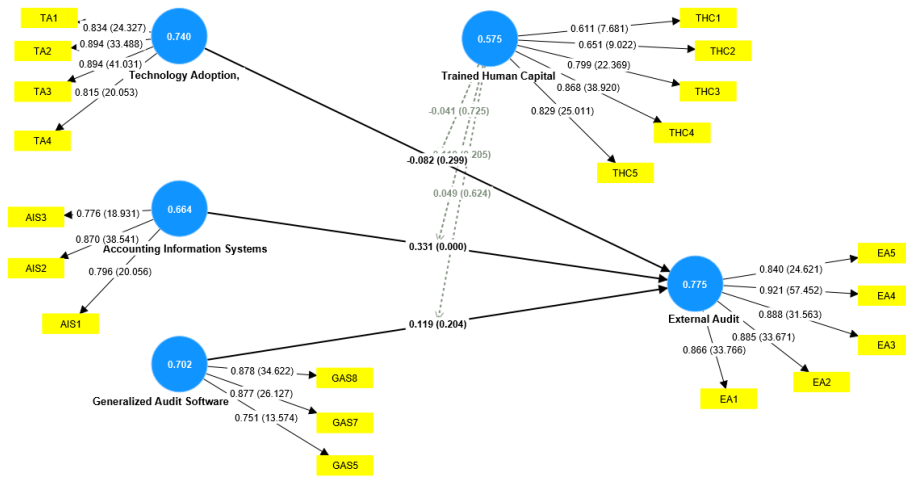 TA1
0.834 (24.327)
TA2
0.894 (33.488)
TA3
0.894 (41.031)
0.815 (20.053)
TA4
0.740
Technology Adoption,
0.575
Trained Human Capital
0.611 (7.681)
THC1
0.651 (9.022)
THC2
0.799 (22.369)
THC3
0.868 (38.920)
THC4
0.829 (25.011)
THC5
-0.041 (0.725)
-0.082 (0.299)
0.049 (0.624)
0.664
AIS3
0.776 (18.931)
Accounting Information Systems
0.870 (38.541)
AIS2
0.796 (20.056)
AIS1
0.331 (0.000)
0.119 (0.204)
0.775
External Audit
0.840 (24.621)
EA5
0.921 (57.452)
EA4
0.888 (31.563)
EA3
0.885 (33.671)
EA2
0.866 (33.766)
EA1
0.702
Generalized Audit Software
0.878 (34.622)
GAS8
0.877 (26.127)
GAS7
0.751 (13.574)
GAS5